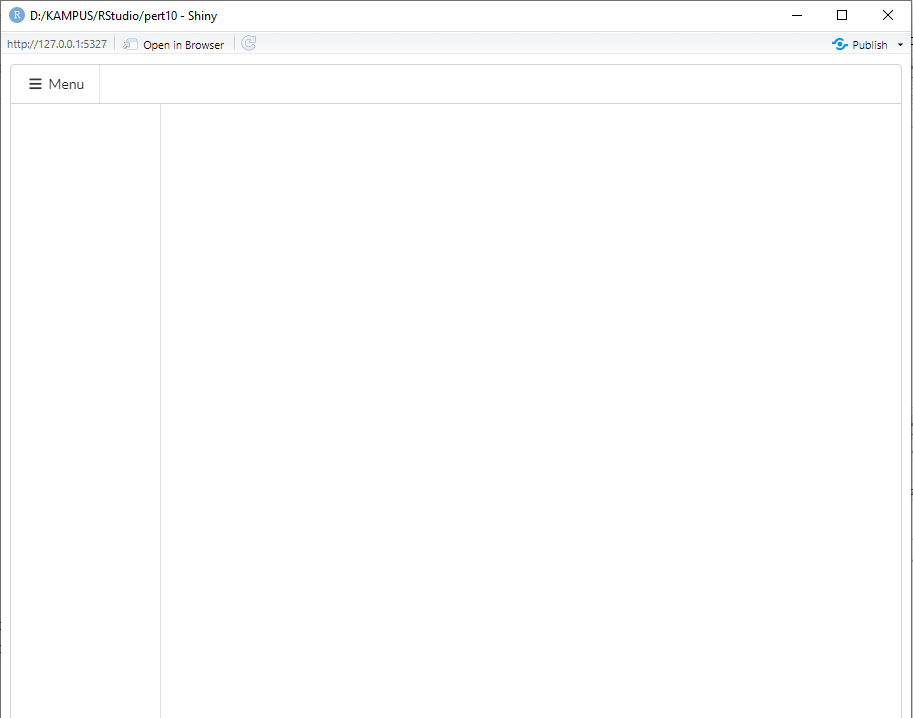 R D:/KAMPUS/RStudio/pert10 - Shiny
http://127.0.0.1:5327 Open in Browser Publish
Menu